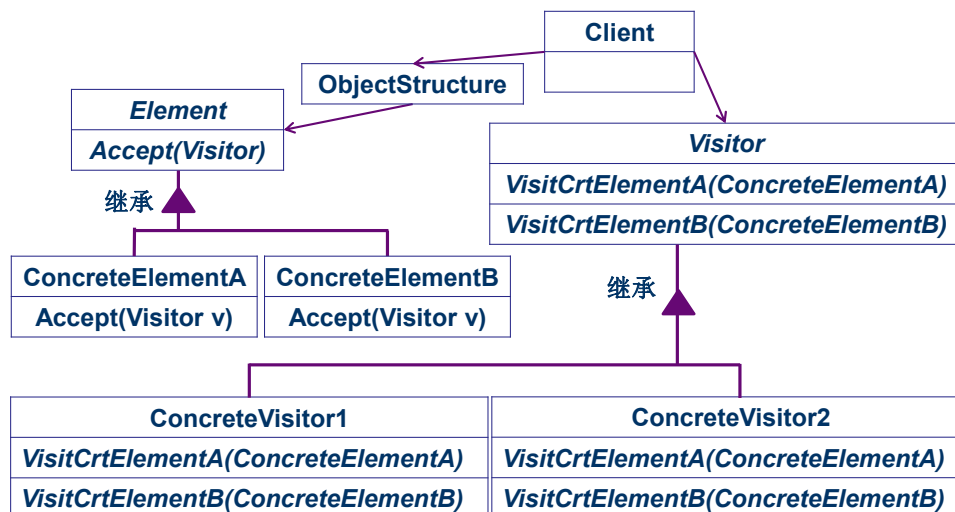 Client
ObjectStructure
Element
Accept(Visitor)
Visitor
VisitCrtElementA(ConcreteElementA)
VisitCrtElementB(ConcreteElementB)
继承
ConcreteElementA
Accept(Visitor v)
ConcreteElementB
Accept(Visitor v)
继承
ConcreteVisitor1
VisitCrtElementA(ConcreteElementA)
VisitCrtElementB(ConcreteElementB)
ConcreteVisitor2
VisitCrtElementA(ConcreteElementA)
VisitCrtElementB(ConcreteElementB)